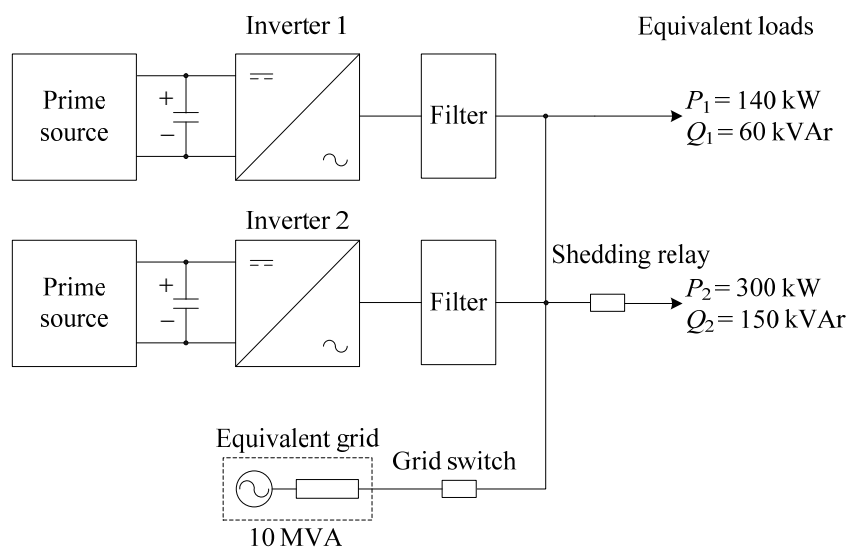 Inverter 1
Equivalent loads
Prime
source
+
−
Filter
P₁ = 140 kW
Q₁ = 60 kVAr
Inverter 2
Shedding relay
Prime
source
+
−
Filter
P₂ = 300 kW
Q₂ = 150 kVAr
Equivalent grid
Grid switch
10 MVA